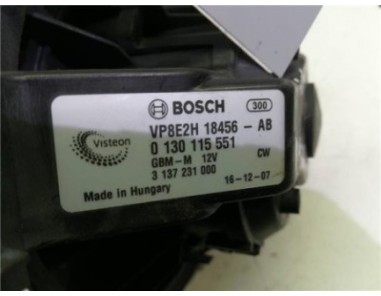 BOSCH 300
VP8E2H 18456 - AB
Visteon 0 130 115 551
GBM-M 12V CW
3 137 231 000
Made in Hungary 16-12-07